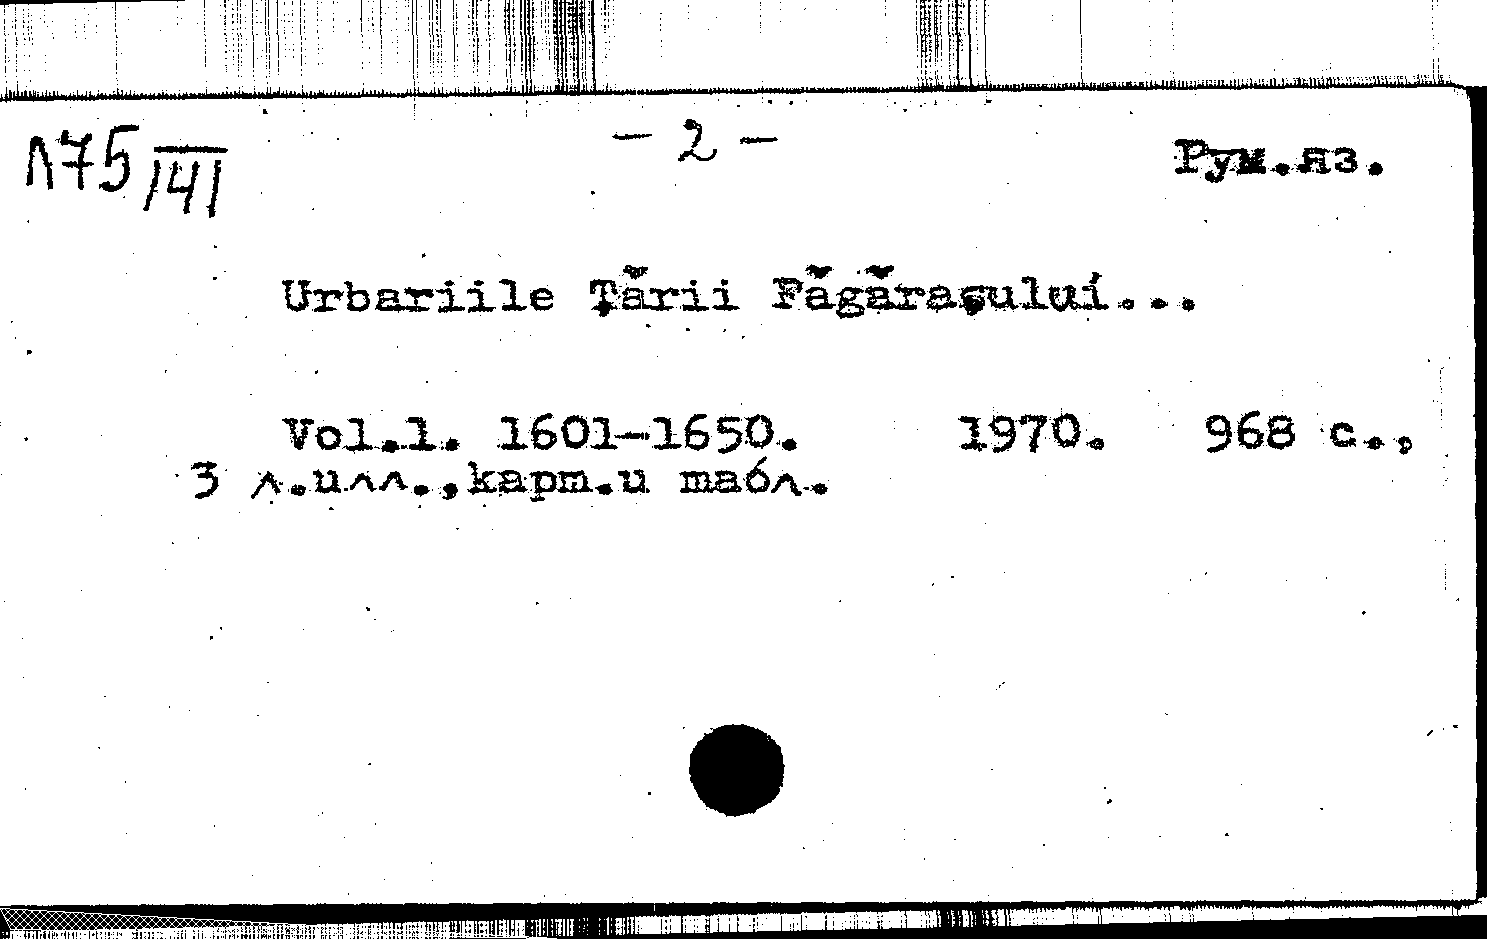 Л75/141
- 2 -
Рум.яз.
Urbariile Ţării Făgăraşului...
Vol.1. 1601-1650. 1970. 968 с.,
3 л.илл.,карт.и табл.